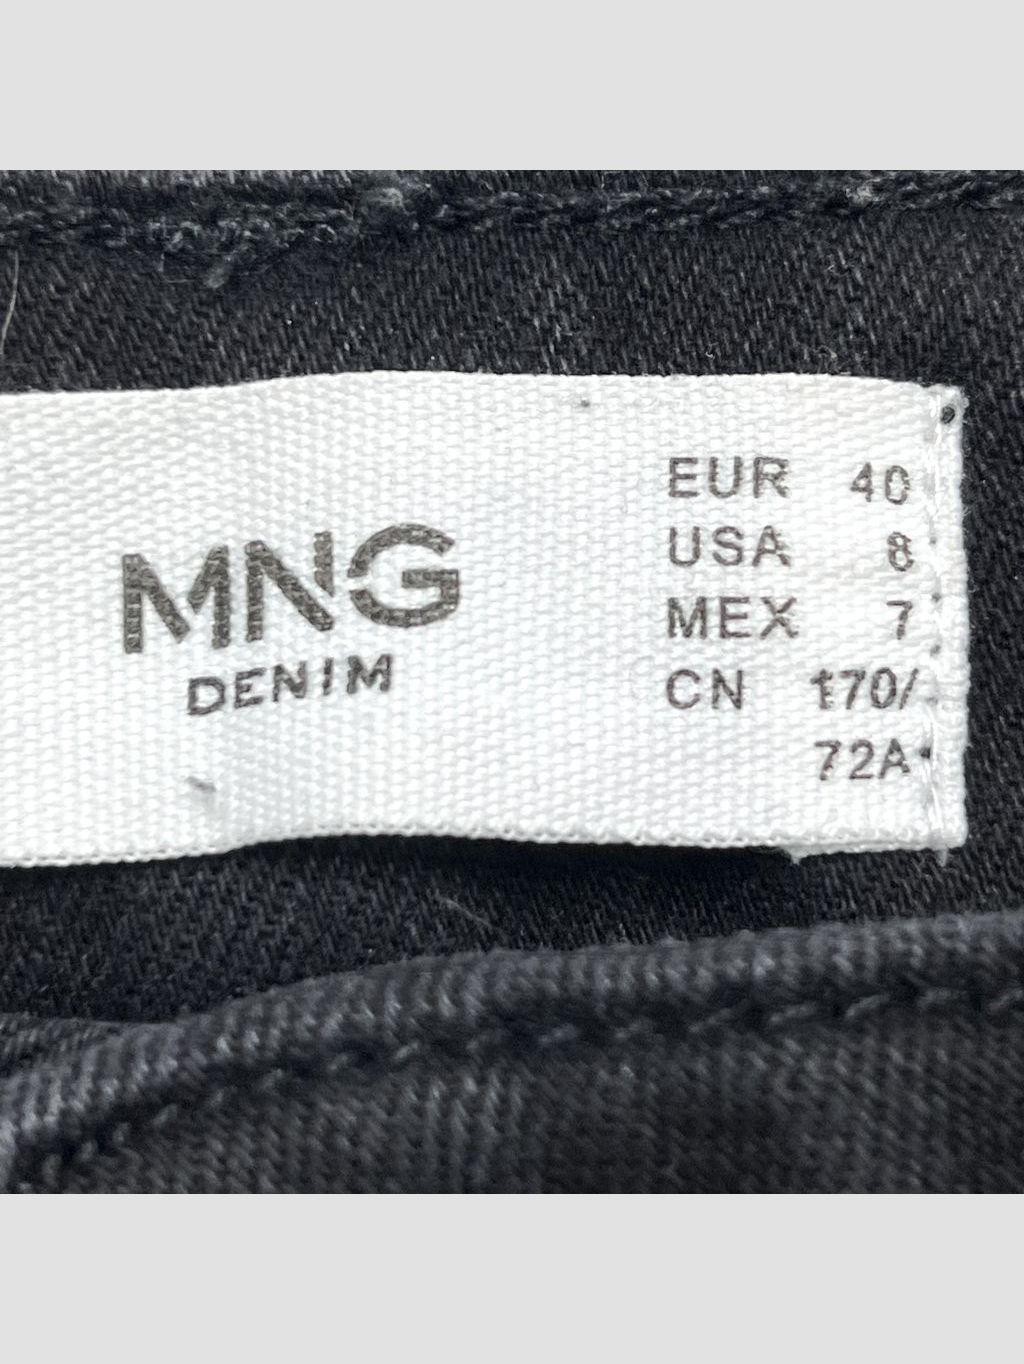 MNG
DENIM
EUR 40
USA 8
MEX 7
CN 170/
72A